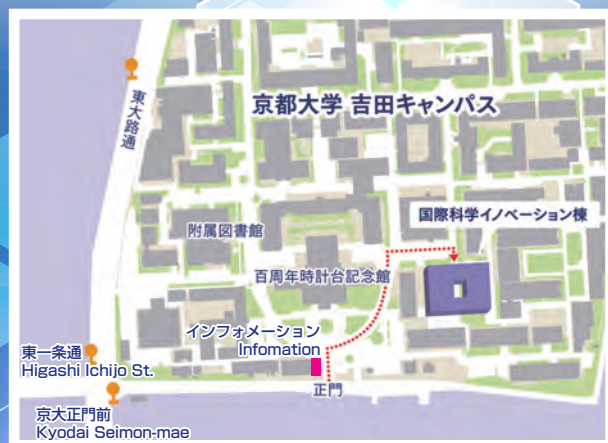 京都大学 吉田キャンパス
東大路通
国際科学イノベーション棟
附属図書館
百周年時計台記念館
インフォメーション
Infomation
東一条通
Higashi Ichijo St.
正門
京大正門前
Kyodai Seimon-mae